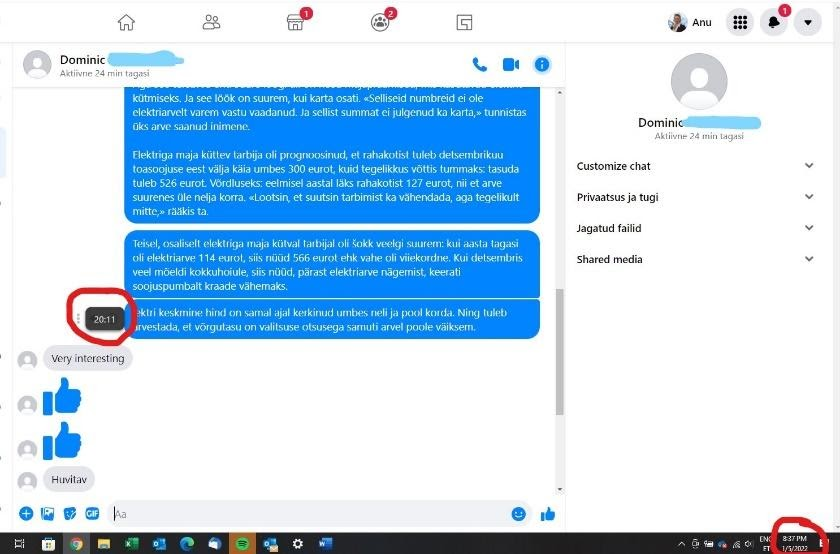 1
2
1
Anu
Dominic
Aktiivne 24 min tagasi
kütmiseks. Ja see löök on suurem, kui karta osati. «Selliseid numbreid ei ole
elektriarvelt varem vastu vaadanud. Ja sellist summat ei julgenud ka karta,» tunnistas
üks arve saanud inimene.
Elektriga maja küttev tarbija oli prognoosinud, et rahakotist tuleb detsembrikuu
toasoojuse eest välja käia umbes 300 eurot, kuid tegelikkus võttis tummaks: tasuda
tuleb 526 eurot. Võrdluseks: eelmisel aastal läks rahakotist 127 eurot, nii et arve
suurenes üle nelja korra. «Lootsin, et suutsin tarbimist ka vähendada, aga tegelikult
mitte,» rääkis ta.
Teisel, osaliselt elektriga maja kütval tarbijal oli šokk veelgi suurem: kui aasta tagasi
oli elektriarve 114 eurot, siis nüüd 566 eurot ehk vahe oli viiekordne. Kui detsembris
veel mõeldi kokkuhoiule, siis nüüd, pärast elektriarve nägemist, keerati
soojuspumbalt kraade vähemaks.
20:11
ektri keskmine hind on samal ajal kerkinud umbes neli ja pool korda. Ning tuleb
arvestada, et võrgutasu on valitsuse otsusega samuti arvel poole väiksem.
Very interesting
Huvitav
GIF
Aa
Dominic
Aktiivne 24 min tagasi
Customize chat
Privaatsus ja tugi
Jagatud failid
Shared media
8:37 PM
1/5/2022